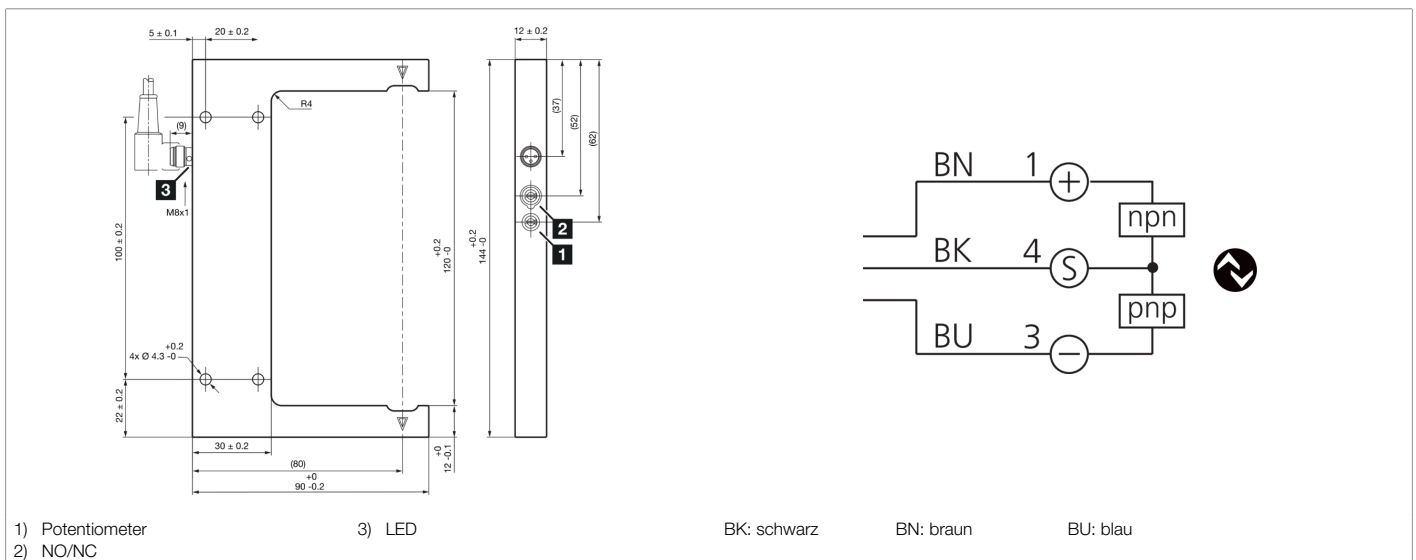 5 ± 0.1
20 ± 0.2
12 ± 0.2
R4
(37)
(52)
(62)
(9)
3
M8x1
2
1
100 ± 0.2
+0.2
120 -0
+0.2
144 -0
+0.2
4x Ø 4.3 -0
22 ± 0.2
30 ± 0.2
(80)
+0
90 -0.2
+0
12 -0.1
BN 1 +
npn
BK 4 S
pnp
BU 3 −
1) Potentiometer 3) LED BK: schwarz BN: braun BU: blau
2) NO/NC